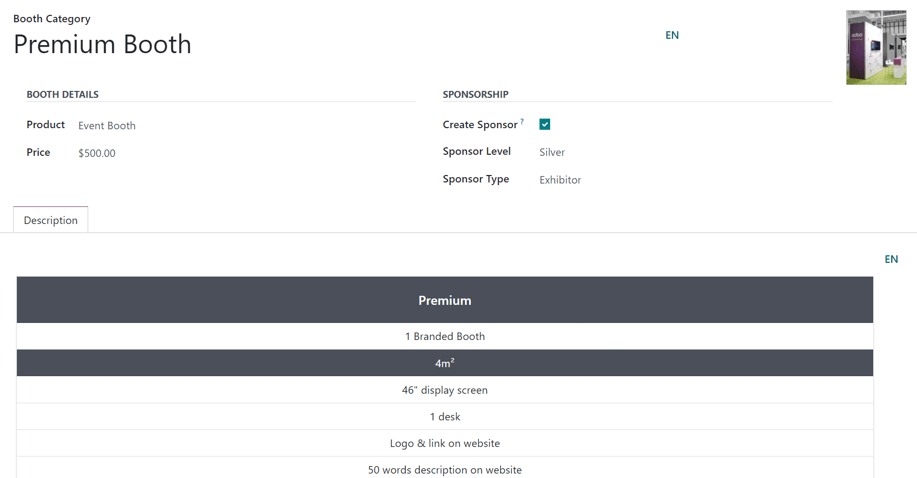 Booth Category
Premium Booth
EN
BOOTH DETAILS
Product Event Booth
Price $500.00
SPONSORSHIP
Create Sponsor ?
Sponsor Level Silver
Sponsor Type Exhibitor
Description
EN
Premium
1 Branded Booth
4m²
46" display screen
1 desk
Logo & link on website
50 words description on website